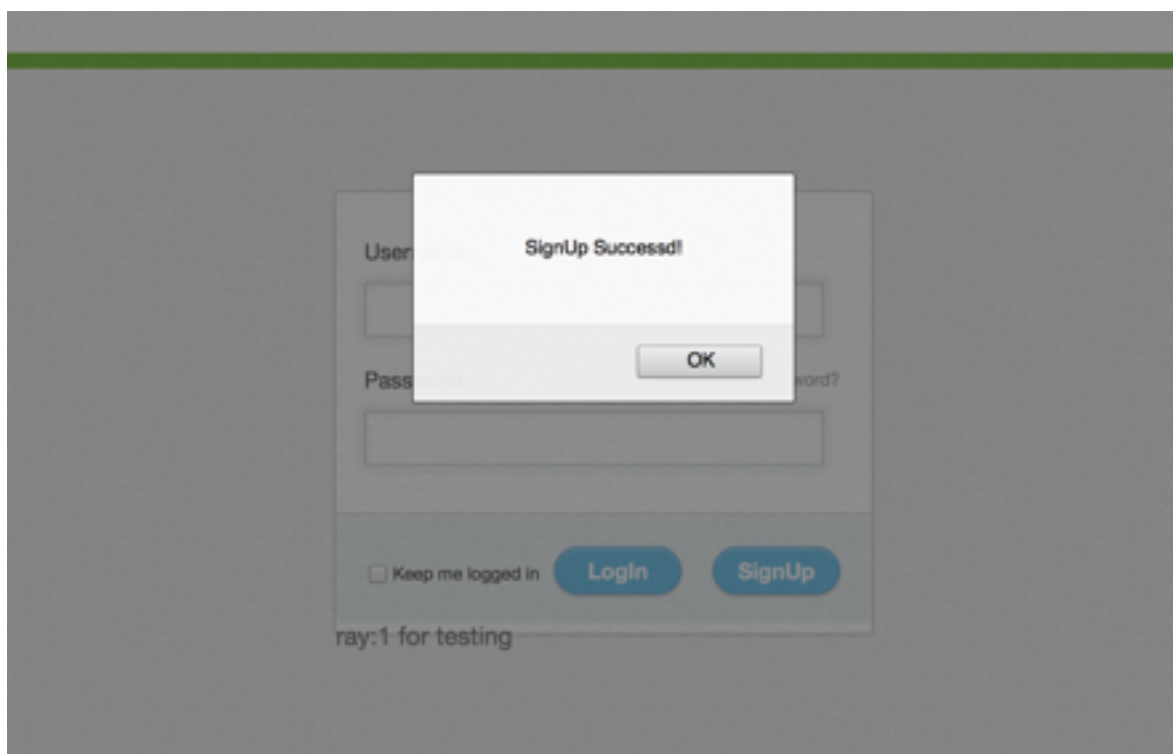 User
SignUp Successd!
OK
Pass word?
Keep me logged in
LogIn
SignUp
ray:1 for testing